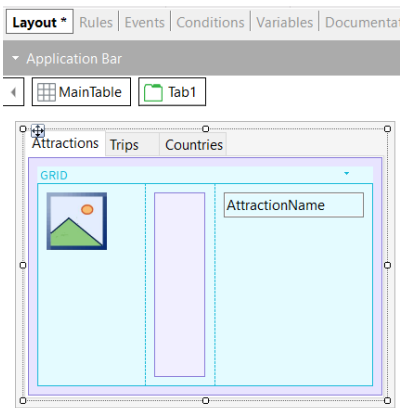 Layout * Rules Events Conditions Variables Documentat
Application Bar
MainTable Tab1
Attractions Trips Countries
GRID
AttractionName